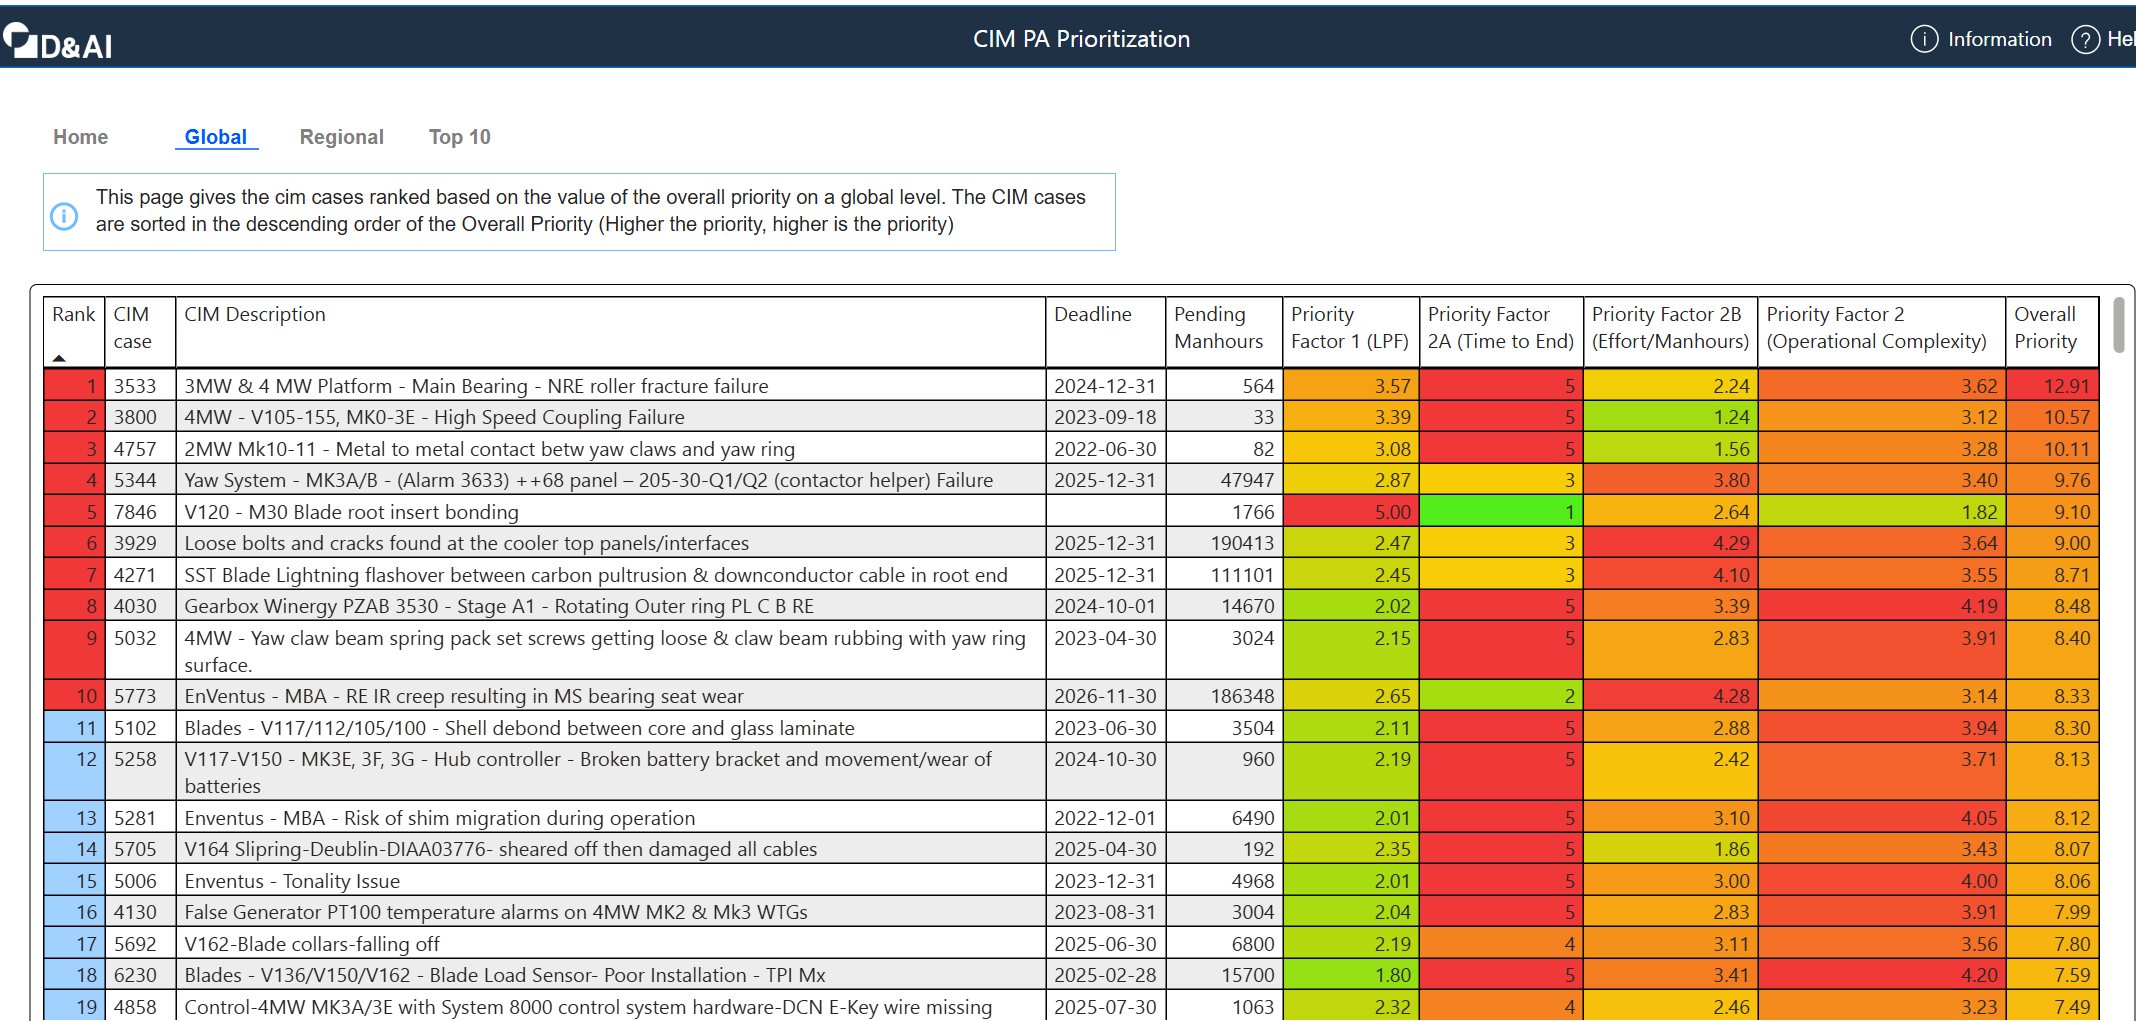 D&AI
CIM PA Prioritization
Information
Home
Global
Regional
Top 10
This page gives the cim cases ranked based on the value of the overall priority on a global level. The CIM cases
are sorted in the descending order of the Overall Priority (Higher the priority, higher is the priority)
Rank CIM case CIM Description Deadline Pending Manhours Priority Factor 1 (LPF) Priority Factor 2A (Time to End) Priority Factor 2B (Effort/Manhours) Priority Factor 2 (Operational Complexity) Overall Priority
1 3533 3MW & 4 MW Platform - Main Bearing - NRE roller fracture failure 2024-12-31 564 3.57 5 2.24 3.62 12.91
2 3800 4MW - V105-155, MK0-3E - High Speed Coupling Failure 2023-09-18 33 3.39 5 1.24 3.12 10.57
3 4757 2MW Mk10-11 - Metal to metal contact betw yaw claws and yaw ring 2022-06-30 82 3.08 5 1.56 3.28 10.11
4 5344 Yaw System - MK3A/B - (Alarm 3633) ++68 panel – 205-30-Q1/Q2 (contactor helper) Failure 2025-12-31 47947 2.87 3 3.80 3.40 9.76
5 7846 V120 - M30 Blade root insert bonding 1766 5.00 1 2.64 1.82 9.10
6 3929 Loose bolts and cracks found at the cooler top panels/interfaces 2025-12-31 190413 2.47 3 4.29 3.64 9.00
7 4271 SST Blade Lightning flashover between carbon pultrusion & downconductor cable in root end 2025-12-31 111101 2.45 3 4.10 3.55 8.71
8 4030 Gearbox Winergy PZAB 3530 - Stage A1 - Rotating Outer ring PL C B RE 2024-10-01 14670 2.02 5 3.39 4.19 8.48
9 5032 4MW - Yaw claw beam spring pack set screws getting loose & claw beam rubbing with yaw ring surface. 2023-04-30 3024 2.15 5 2.83 3.91 8.40
10 5773 EnVentus - MBA - RE IR creep resulting in MS bearing seat wear 2026-11-30 186348 2.65 2 4.28 3.14 8.33
11 5102 Blades - V117/112/105/100 - Shell debond between core and glass laminate 2023-06-30 3504 2.11 5 2.88 3.94 8.30
12 5258 V117-V150 - MK3E, 3F, 3G - Hub controller - Broken battery bracket and movement/wear of batteries 2024-10-30 960 2.19 5 2.42 3.71 8.13
13 5281 Enventus - MBA - Risk of shim migration during operation 2022-12-01 6490 2.01 5 3.10 4.05 8.12
14 5705 V164 Slipring-Deublin-DIAA03776- sheared off then damaged all cables 2025-04-30 192 2.35 5 1.86 3.43 8.07
15 5006 Enventus - Tonality Issue 2023-12-31 4968 2.01 5 3.00 4.00 8.06
16 4130 False Generator PT100 temperature alarms on 4MW MK2 & Mk3 WTGs 2023-08-31 3004 2.04 5 2.83 3.91 7.99
17 5692 V162-Blade collars-falling off 2025-06-30 6800 2.19 4 3.11 3.56 7.80
18 6230 Blades - V136/V150/V162 - Blade Load Sensor- Poor Installation - TPI Mx 2025-02-28 15700 1.80 5 3.41 4.20 7.59
19 4858 Control-4MW MK3A/3E with System 8000 control system hardware-DCN E-Key wire missing 2025-07-30 1063 2.32 4 2.46 3.23 7.49